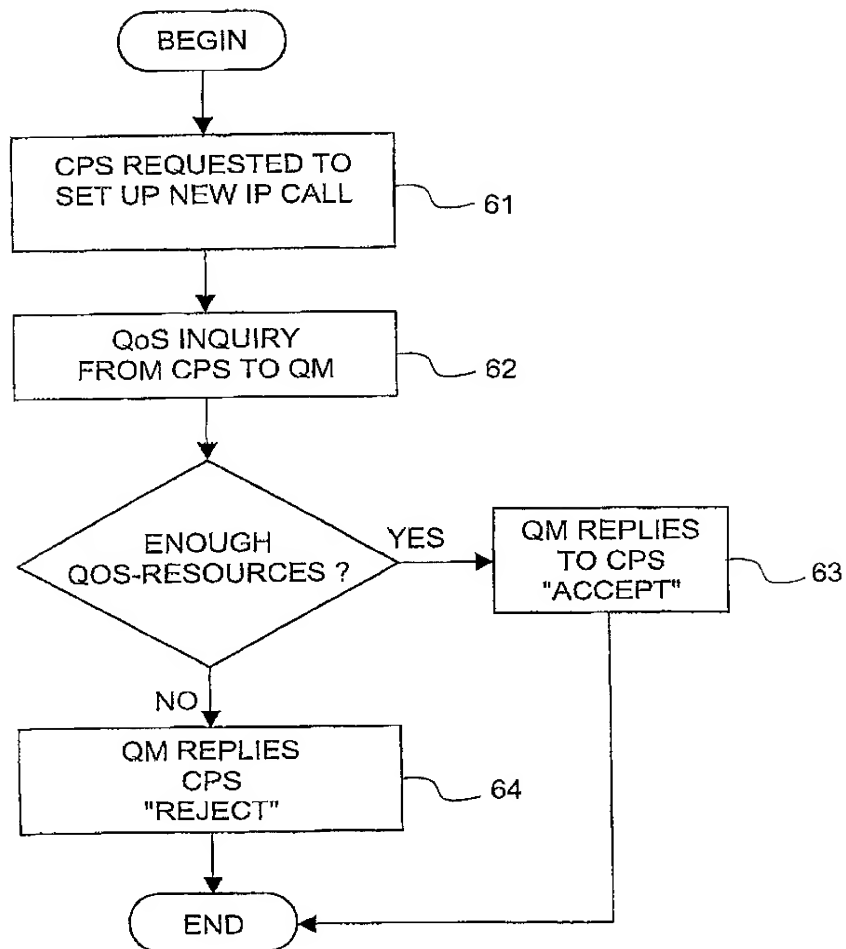 BEGIN
CPS REQUESTED TO
SET UP NEW IP CALL
61
QoS INQUIRY
FROM CPS TO QM
62
ENOUGH
QOS-RESOURCES ?
YES
QM REPLIES
TO CPS
"ACCEPT"
63
NO
QM REPLIES
CPS
"REJECT"
64
END